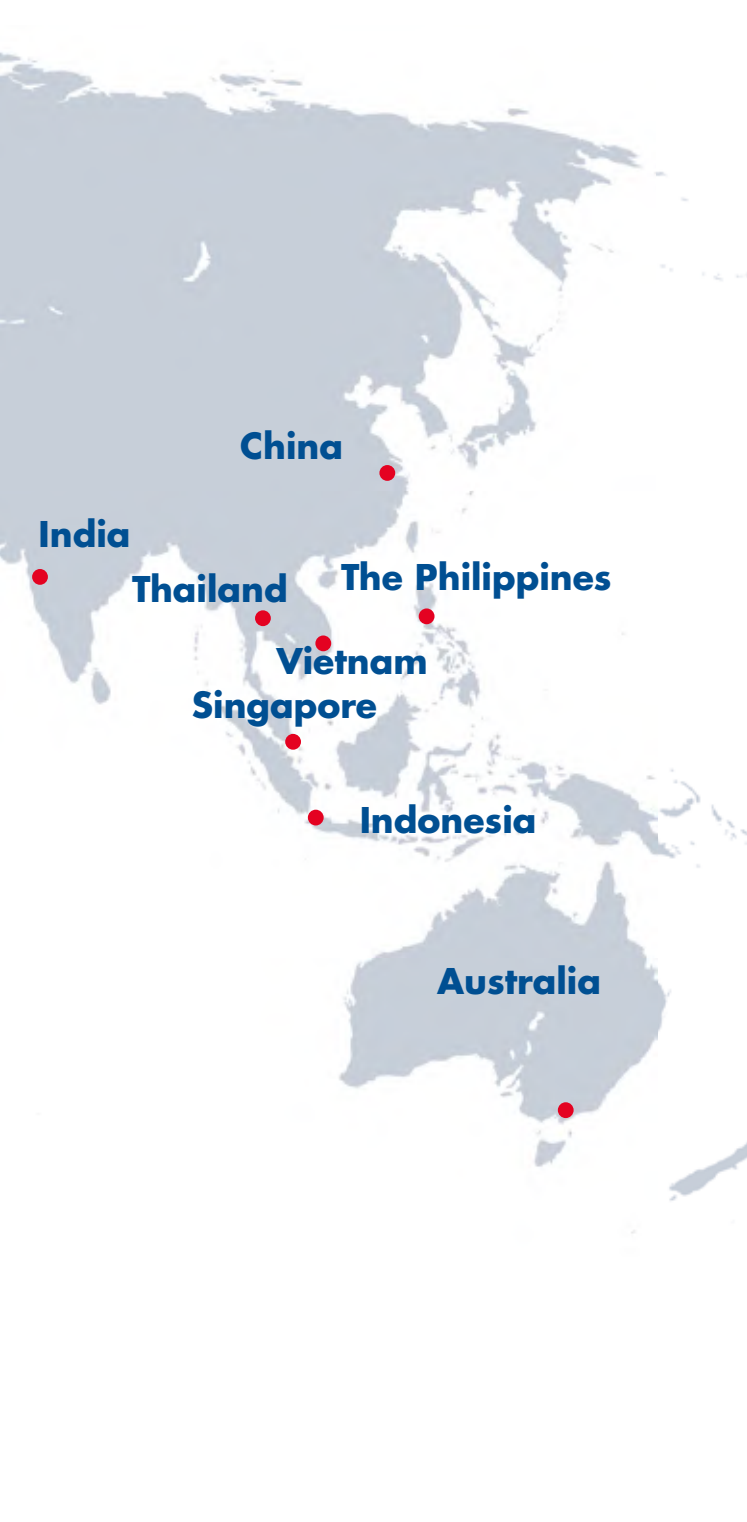 China
India
The Philippines
Thailand
Vietnam
Singapore
Indonesia
Australia